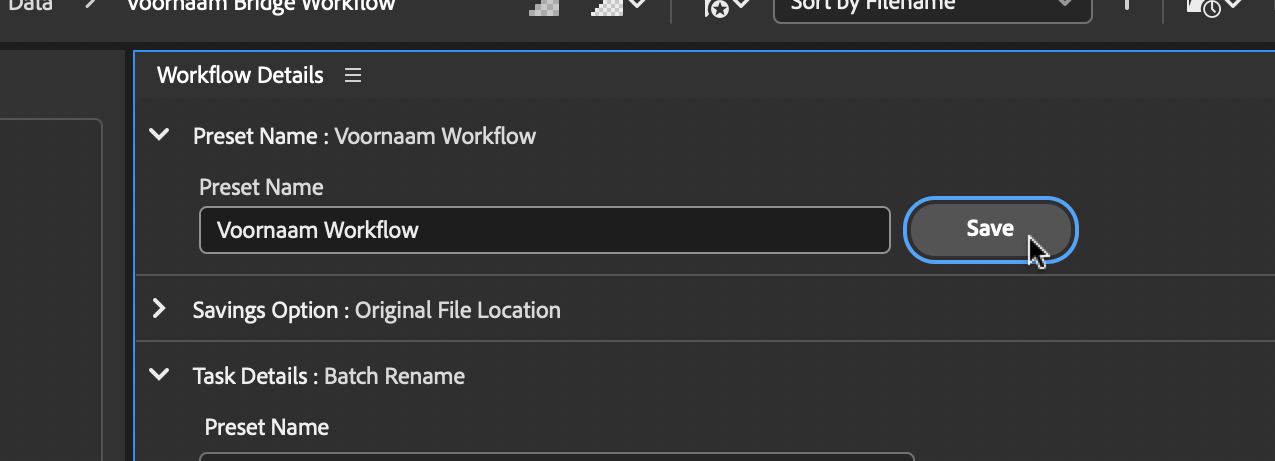 Data > Voornaam Bridge Workflow
Sort by Filename
Workflow Details
Preset Name : Voornaam Workflow
Preset Name
Voornaam Workflow
Save
Savings Option : Original File Location
Task Details : Batch Rename
Preset Name